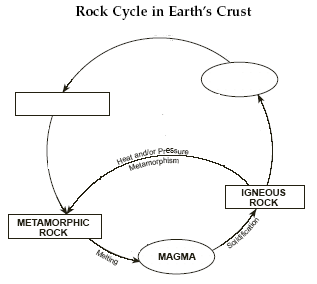 Rock Cycle in Earth's Crust
Heat and/or Pressure
Metamorphism
IGNEOUS
ROCK
METAMORPHIC
ROCK
Melting
MAGMA
Solidification